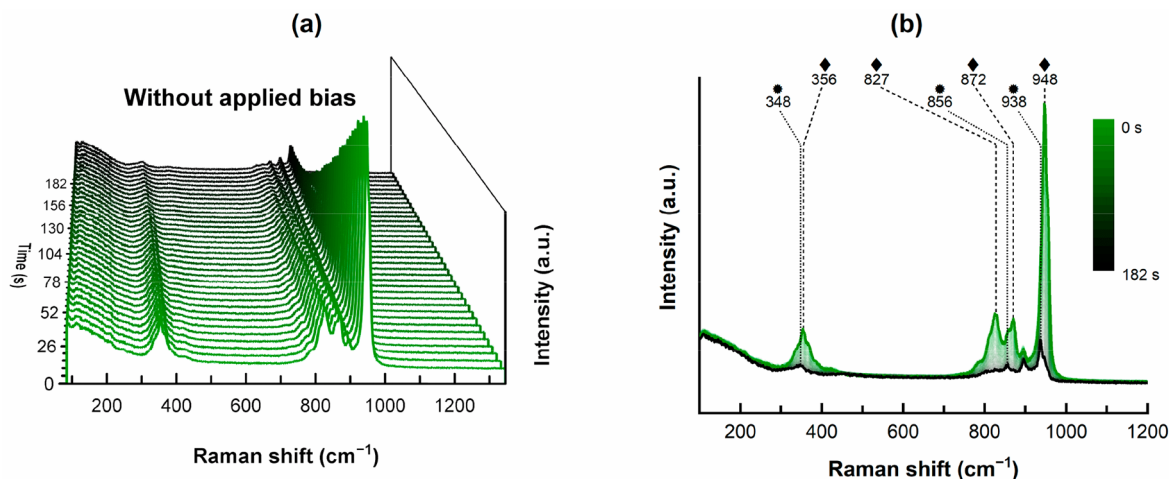 (a)
Without applied bias
182
156
130
104
78
52
26
0
Time (s)
200 400 600 800 1000 1200
Raman shift (cm⁻¹)
Intensity (a.u.)
(b)
356 827 872 948
348 856 938
0 s
182 s
Intensity (a.u.)
200 400 600 800 1000 1200
Raman shift (cm⁻¹)